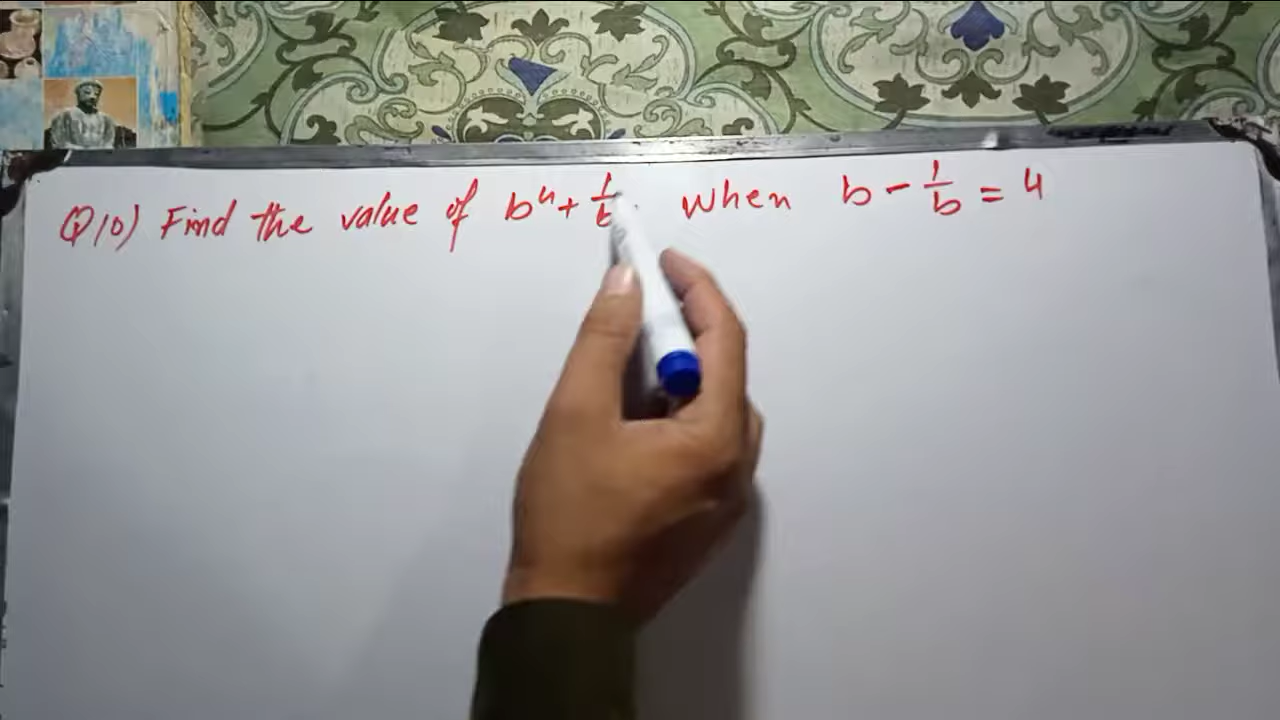 Q10) Find the value of b⁴ + 1/b when b - 1/b = 4